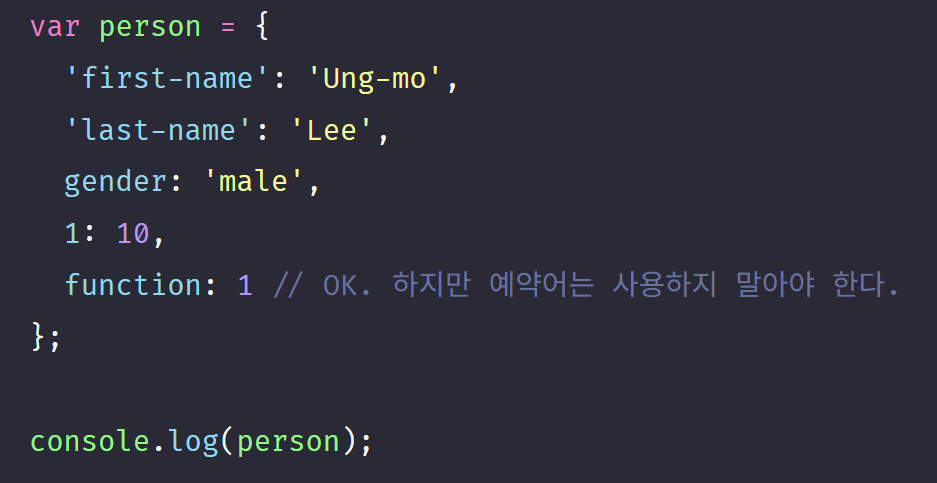 var person = {
  'first-name': 'Ung-mo',
  'last-name': 'Lee',
  gender: 'male',
  1: 10,
  function: 1 // OK. 하지만 예약어는 사용하지 말아야 한다.
};
console.log(person);